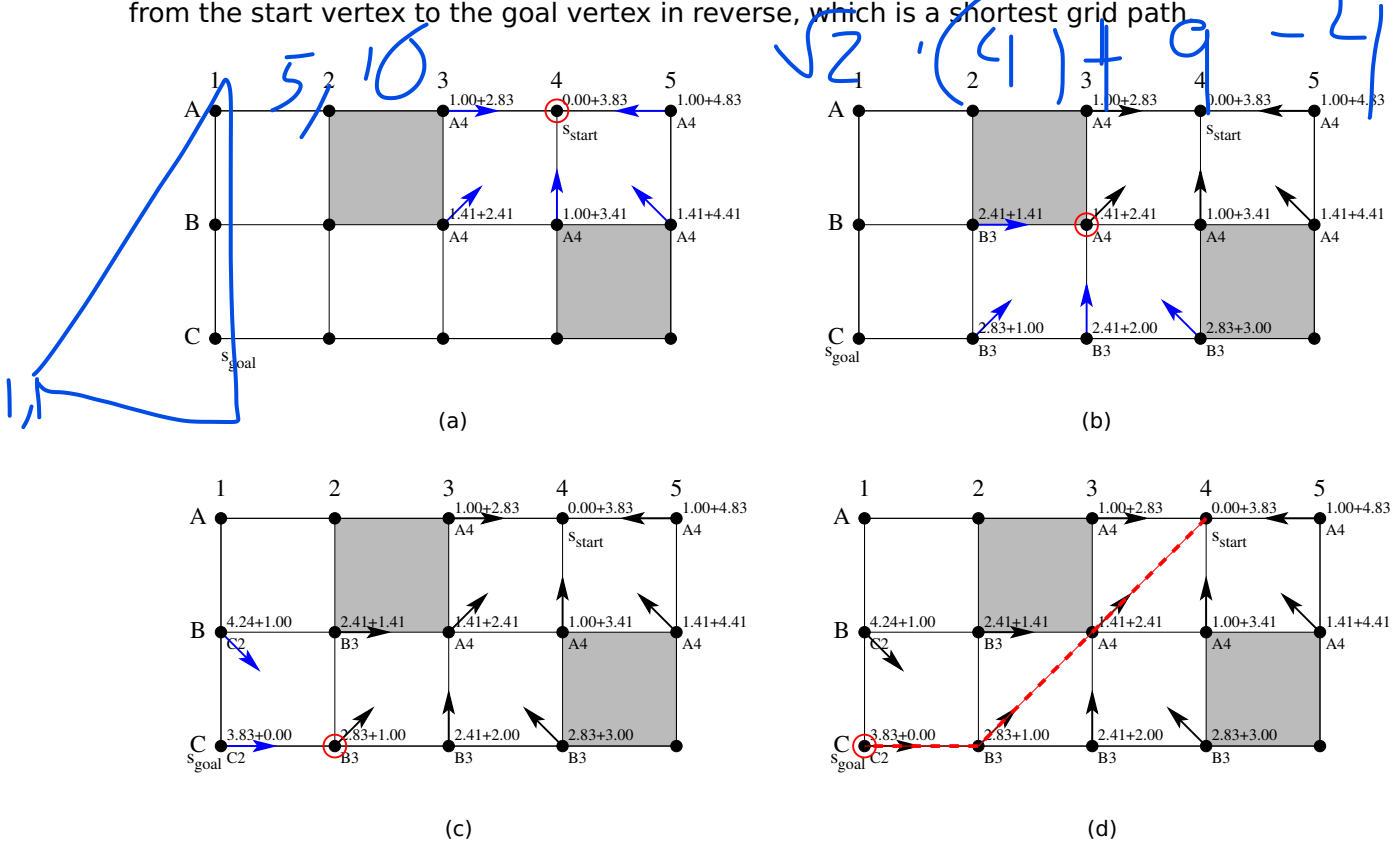 from the start vertex to the goal vertex in reverse, which is a shortest grid path.
5, 10
√2 · (4) + 9 - 4
1 2 3 4 5
A 1.00+2.83 0.00+3.83 1.00+4.83
A4 s_start A4
B 1.41+2.41 1.00+3.41 1.41+4.41
A4 A4 A4
C
s_goal
1,1
(a)
1 2 3 4 5
A 1.00+2.83 0.00+3.83 1.00+4.83
A4 s_start A4
B 2.41+1.41 1.41+2.41 1.00+3.41 1.41+4.41
B3 A4 A4 A4
C 2.83+1.00 2.41+2.00 2.83+3.00
s_goal B3 B3 B3
(b)
1 2 3 4 5
A 1.00+2.83 0.00+3.83 1.00+4.83
A4 s_start A4
B 4.24+1.00 2.41+1.41 1.41+2.41 1.00+3.41 1.41+4.41
C2 B3 A4 A4 A4
C 3.83+0.00 2.83+1.00 2.41+2.00 2.83+3.00
s_goal C2 B3 B3 B3
(c)
1 2 3 4 5
A 1.00+2.83 0.00+3.83 1.00+4.83
A4 s_start A4
B 4.24+1.00 2.41+1.41 1.41+2.41 1.00+3.41 1.41+4.41
C2 B3 A4 A4 A4
C 3.83+0.00 2.83+1.00 2.41+2.00 2.83+3.00
s_goal C2 B3 B3 B3
(d)